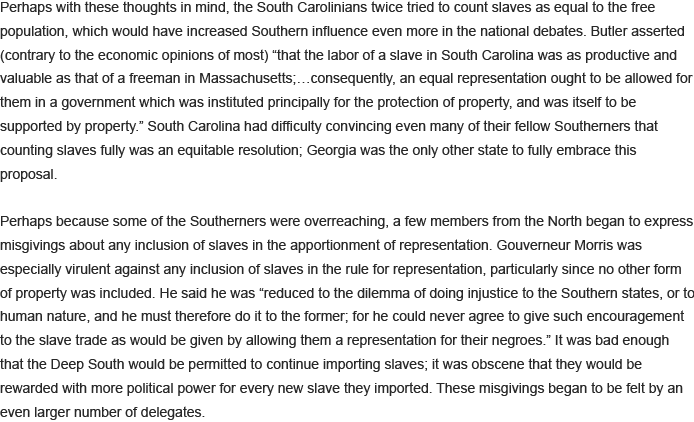 Perhaps with these thoughts in mind, the South Carolinians twice tried to count slaves as equal to the free
population, which would have increased Southern influence even more in the national debates. Butler asserted
(contrary to the economic opinions of most) “that the labor of a slave in South Carolina was as productive and
valuable as that of a freeman in Massachusetts;…consequently, an equal representation ought to be allowed for
them in a government which was instituted principally for the protection of property, and was itself to be
supported by property.” South Carolina had difficulty convincing even many of their fellow Southerners that
counting slaves fully was an equitable resolution; Georgia was the only other state to fully embrace this
proposal.
Perhaps because some of the Southerners were overreaching, a few members from the North began to express
misgivings about any inclusion of slaves in the apportionment of representation. Gouverneur Morris was
especially virulent against any inclusion of slaves in the rule for representation, particularly since no other form
of property was included. He said he was “reduced to the dilemma of doing injustice to the Southern states, or to
human nature, and he must therefore do it to the former; for he could never agree to give such encouragement
to the slave trade as would be given by allowing them a representation for their negroes.” It was bad enough
that the Deep South would be permitted to continue importing slaves; it was obscene that they would be
rewarded with more political power for every new slave they imported. These misgivings began to be felt by an
even larger number of delegates.